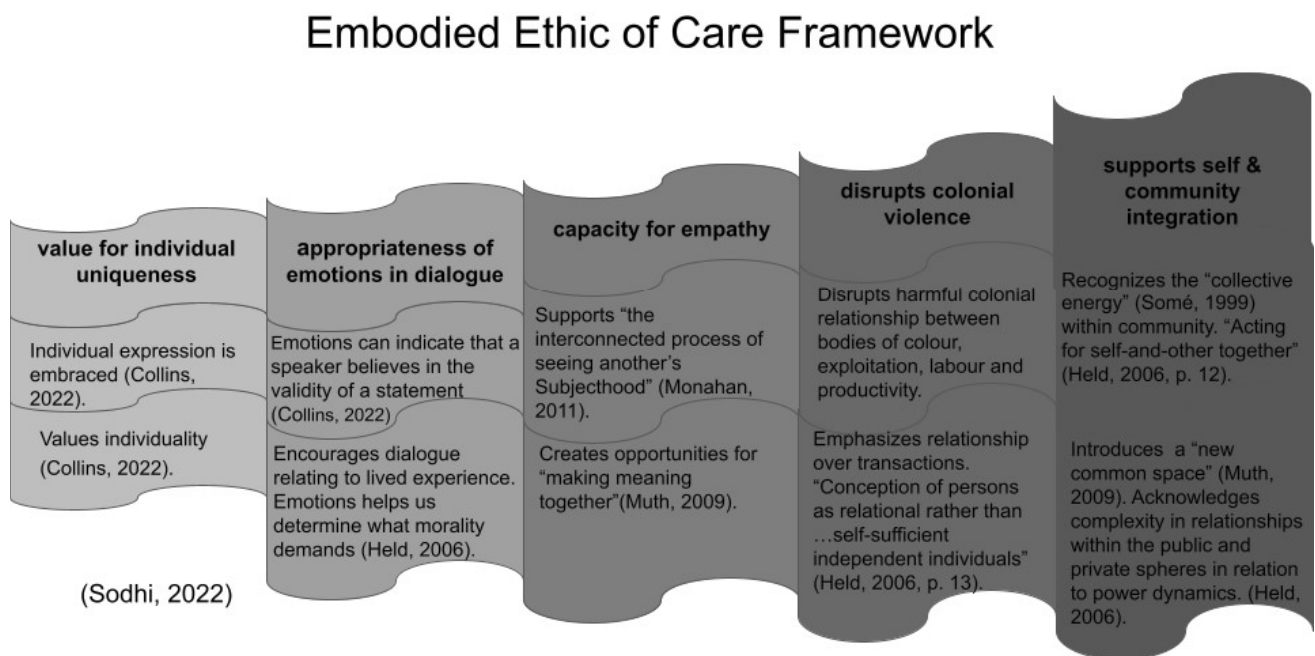 Embodied Ethic of Care Framework
value for individual
uniqueness
Individual expression is
embraced (Collins,
2022).
Values individuality
(Collins, 2022).
appropriateness of
emotions in dialogue
Emotions can indicate that a
speaker believes in the
validity of a statement
(Collins, 2022)
Encourages dialogue
relating to lived experience.
Emotions helps us
determine what morality
demands (Held, 2006).
capacity for empathy
Supports “the
interconnected process of
seeing another’s
Subjecthood” (Monahan,
2011).
Creates opportunities for
“making meaning
together”(Muth, 2009).
disrupts colonial
violence
Disrupts harmful colonial
relationship between
bodies of colour,
exploitation, labour and
productivity.
Emphasizes relationship
over transactions.
“Conception of persons
as relational rather than
…self-sufficient
independent individuals”
(Held, 2006, p. 13).
supports self &
community
integration
Recognizes the “collective
energy” (Somé, 1999)
within community. “Acting
for self-and-other together”
(Held, 2006, p. 12).
Introduces a “new
common space” (Muth,
2009). Acknowledges
complexity in relationships
within the public and
private spheres in relation
to power dynamics. (Held,
2006).
(Sodhi, 2022)